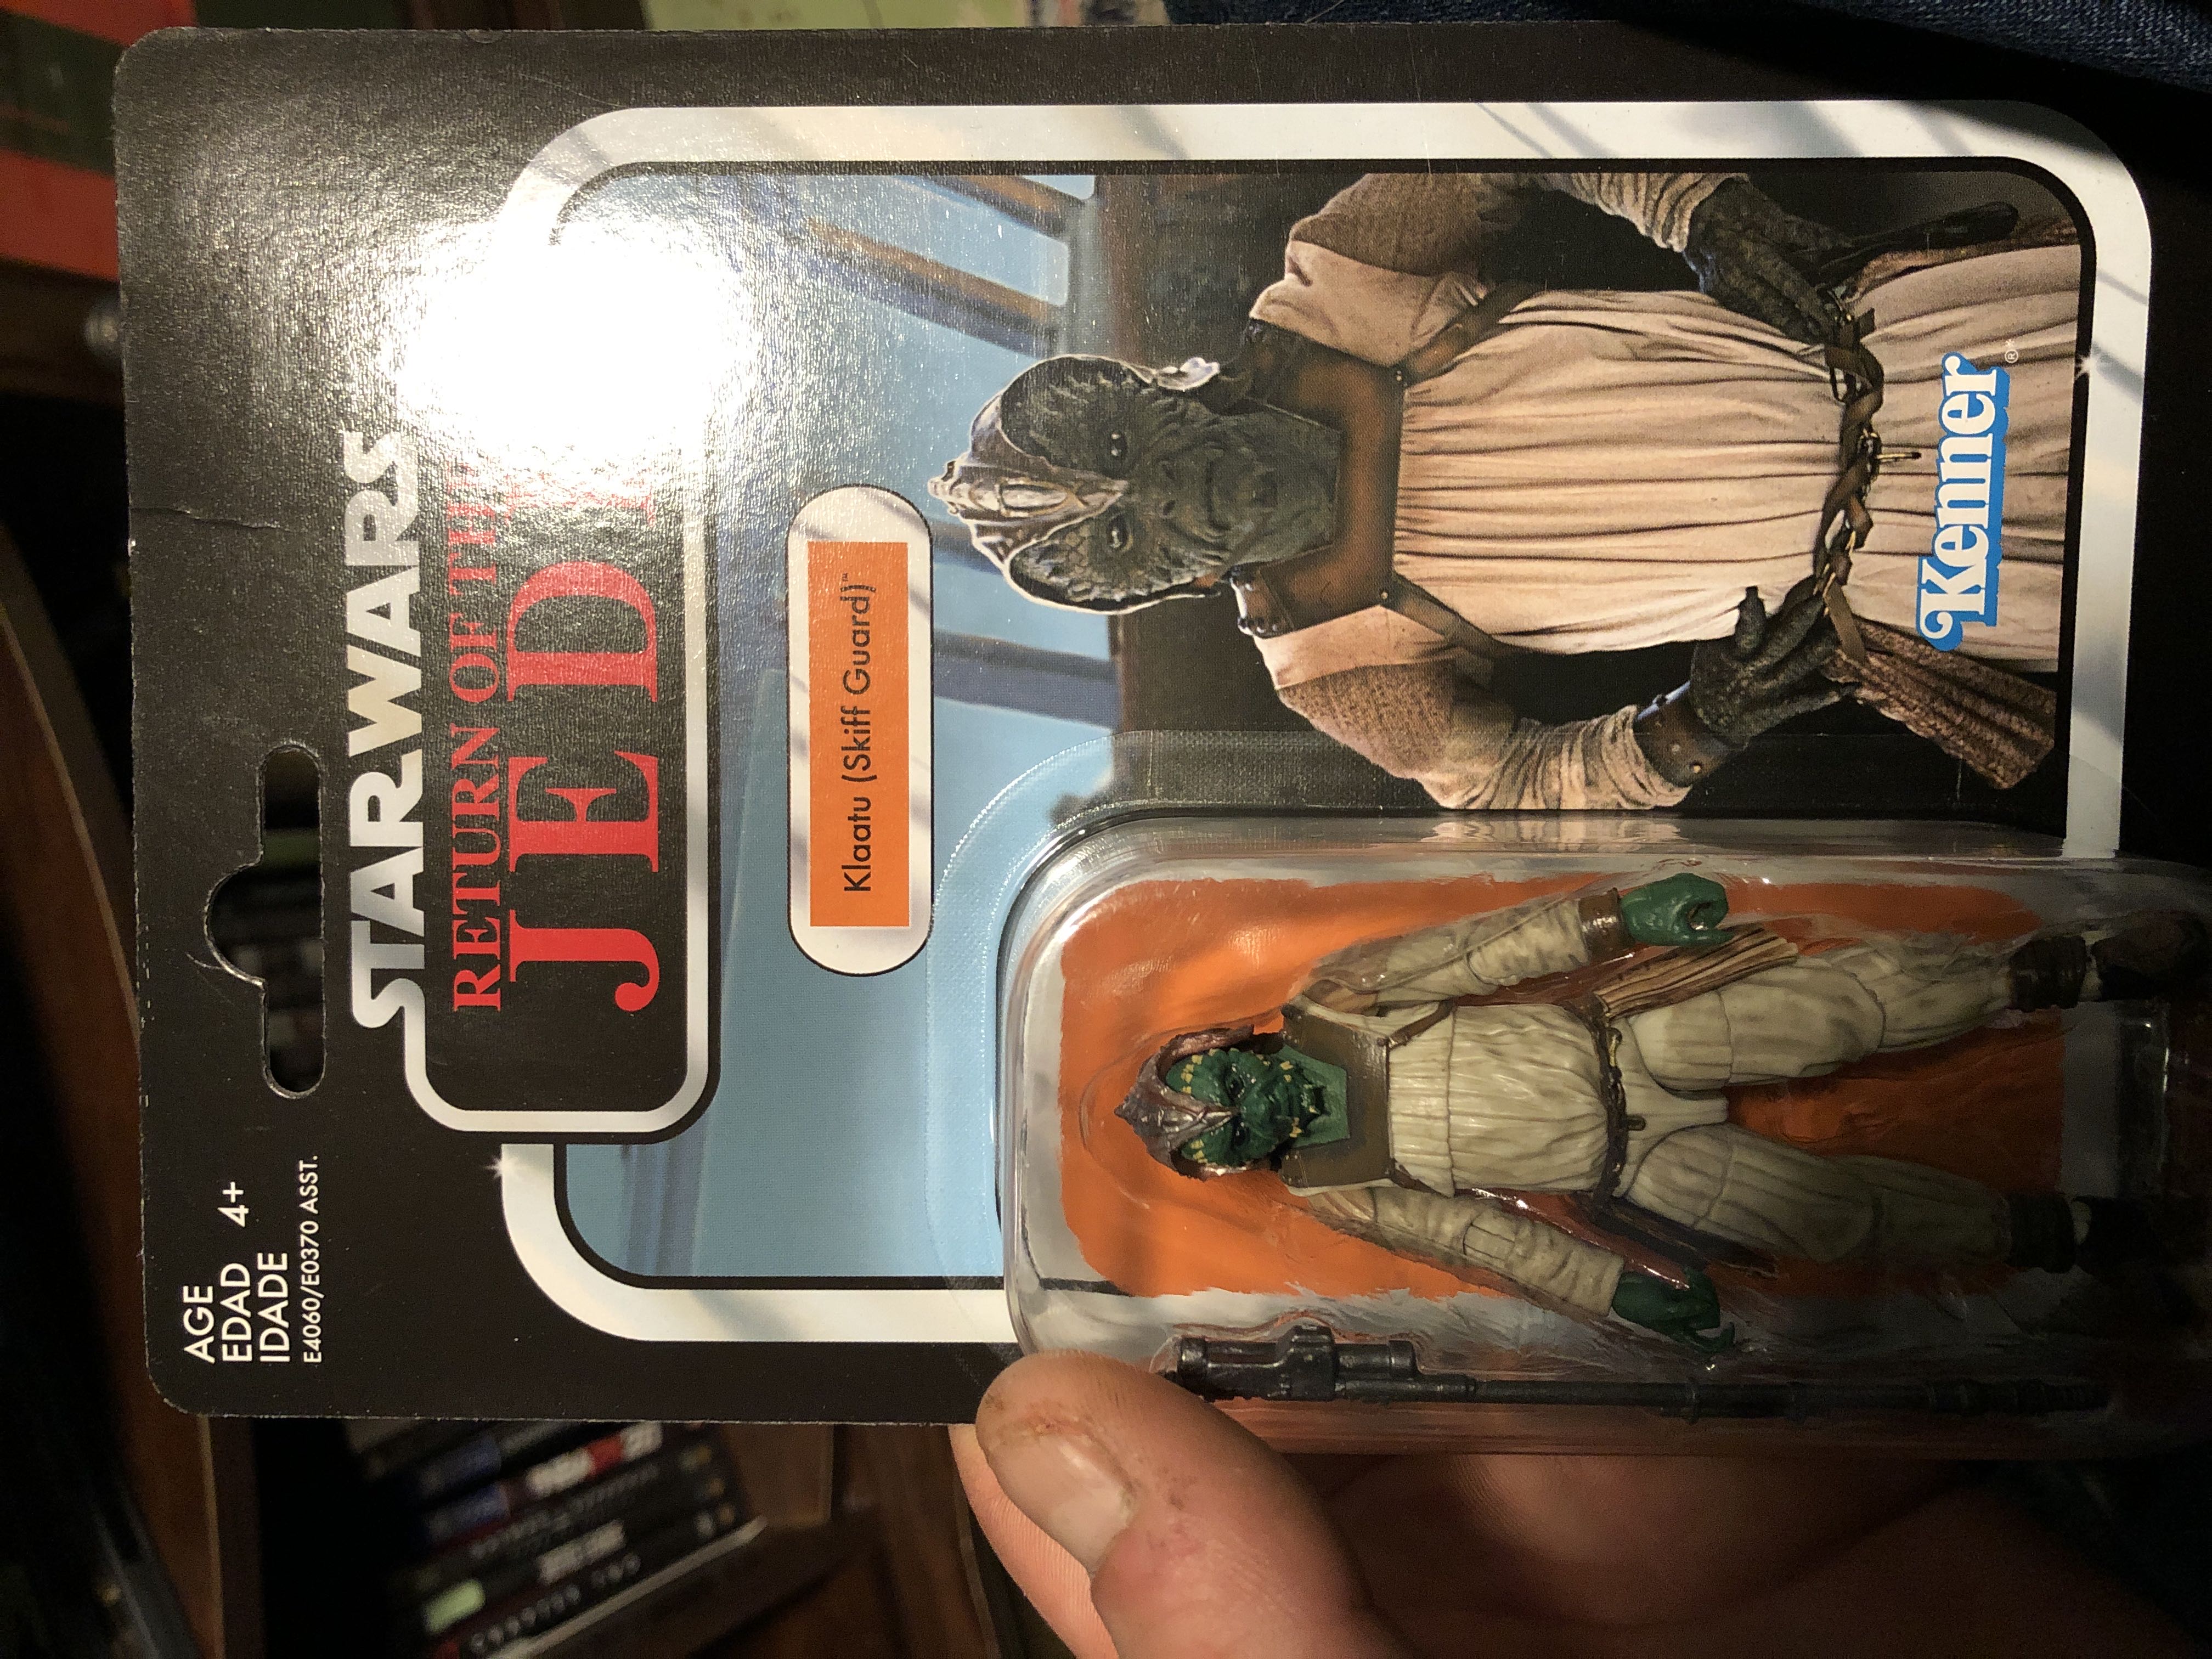 AGE
EDAD 4+
IDADE
E4060/E0370 ASST.
STAR WARS
RETURN OF THE
JEDI
Klaatu (Skiff Guard)™
Kenner®